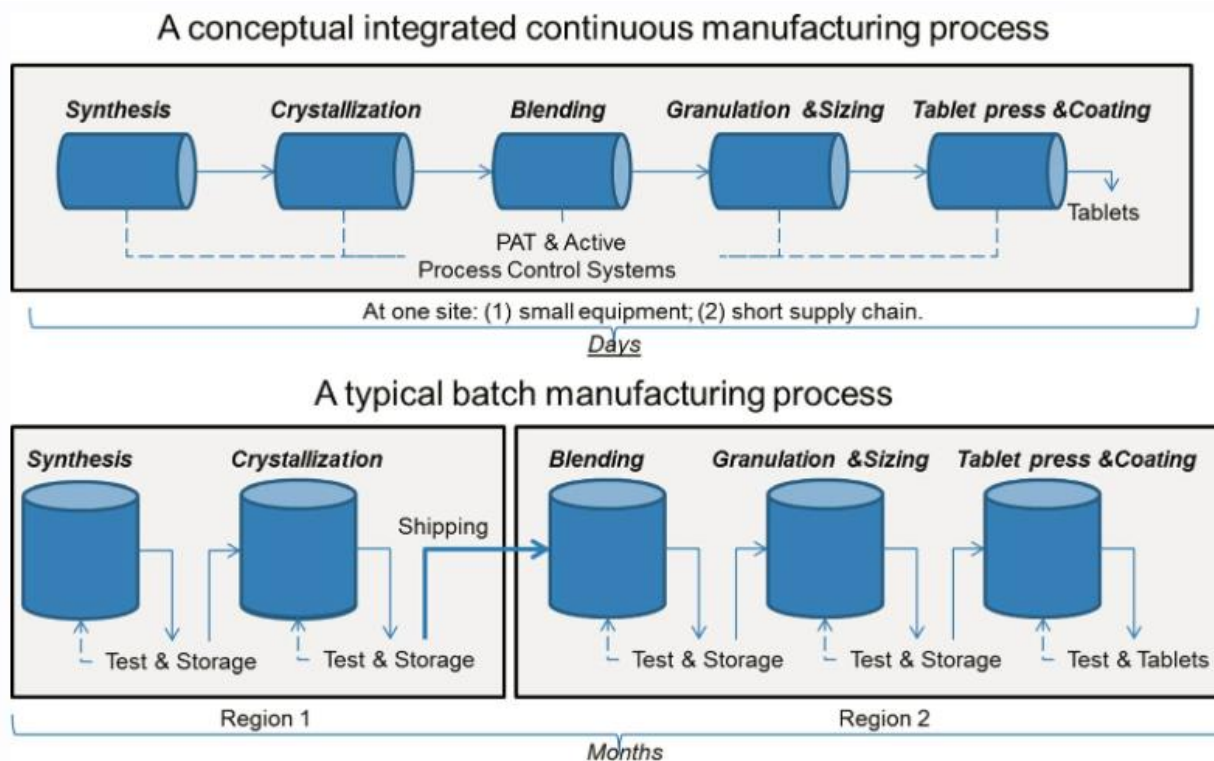 A conceptual integrated continuous manufacturing process
Synthesis
Crystallization
Blending
Granulation &Sizing
Tablet press &Coating
Tablets
PAT & Active
Process Control Systems
At one site: (1) small equipment; (2) short supply chain.
Days
A typical batch manufacturing process
Synthesis
Crystallization
Blending
Granulation &Sizing
Tablet press &Coating
Shipping
Test & Storage
Test & Storage
Test & Storage
Test & Storage
Test & Tablets
Region 1
Region 2
Months